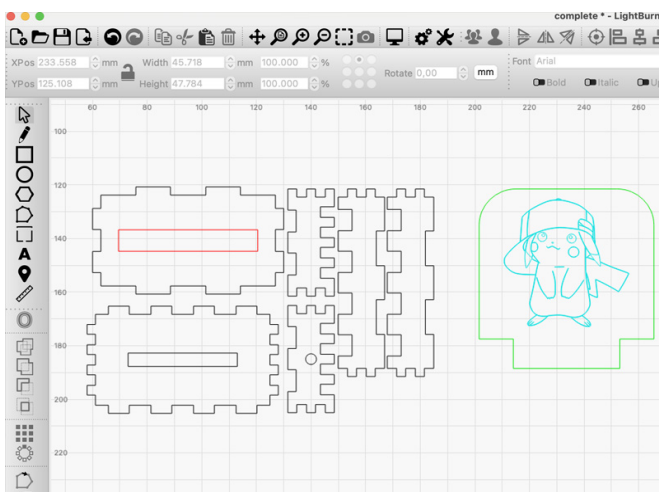 complete * - LightBurn
XPos 233.558 mm Width 45.718 mm 100.000 % Font Arial
YPos 125.108 mm Height 47.784 mm 100.000 % Rotate 0,00 mm Bold Italic
60 80 100 120 140 160 180 200 220 240 260
100
120
140
160
180
200
220
A